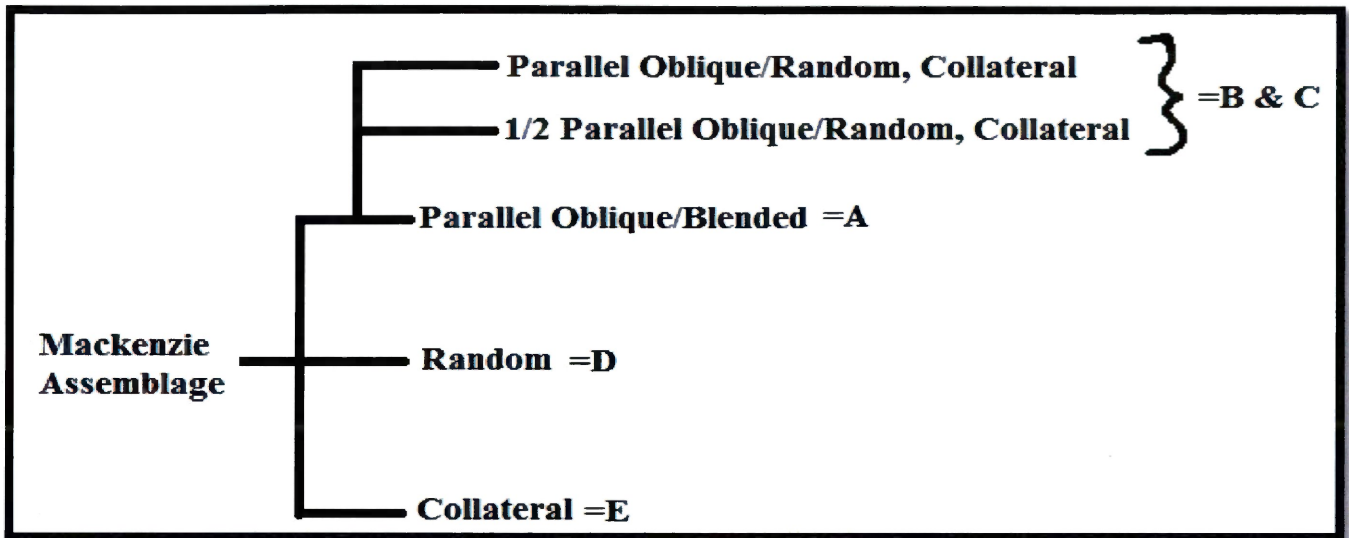 Parallel Oblique/Random, Collateral
1/2 Parallel Oblique/Random, Collateral
=B & C
Parallel Oblique/Blended =A
Mackenzie
Assemblage
Random =D
Collateral =E